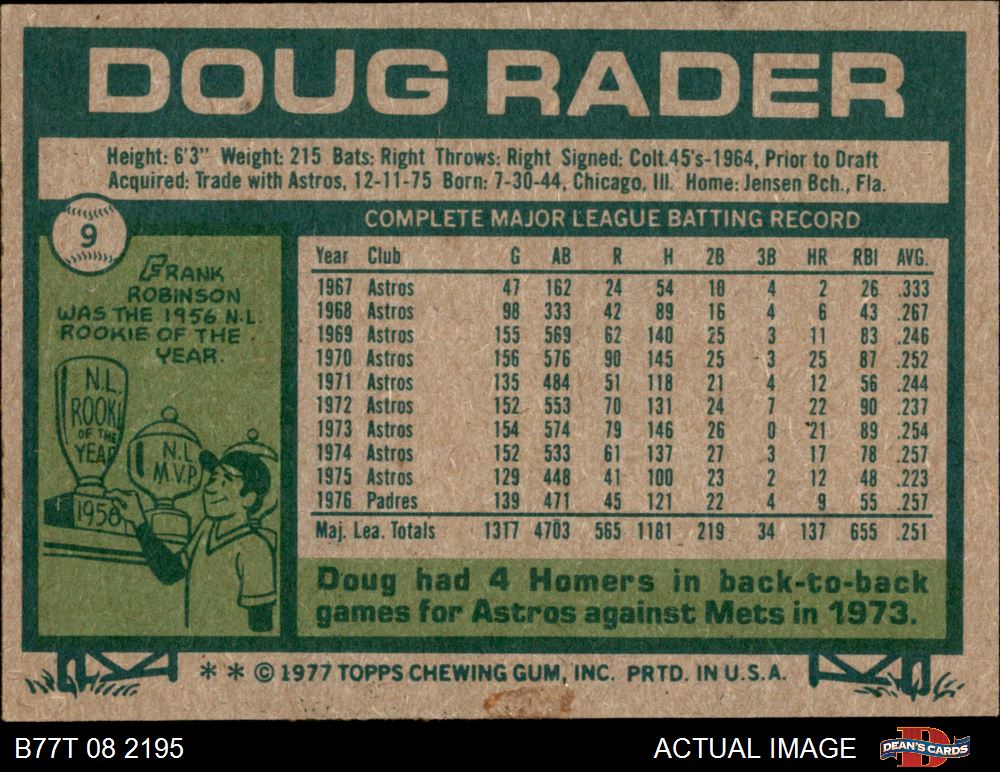 DOUG RADER
Height: 6'3" Weight: 215 Bats: Right Throws: Right Signed: Colt.45's-1964, Prior to Draft
Acquired: Trade with Astros, 12-11-75 Born: 7-30-44, Chicago, Ill. Home: Jensen Bch., Fla.
9
FRANK
ROBINSON
WAS THE 1956 N.L.
ROOKIE OF THE
YEAR.
N.L.
ROOKI
OF THE
YEAR
1956
N.L.
M.V.P.
COMPLETE MAJOR LEAGUE BATTING RECORD
Year Club G AB R H 2B 3B HR RBI AVG.
1967 Astros 47 162 24 54 10 4 2 26 .333
1968 Astros 98 333 42 89 16 4 6 43 .267
1969 Astros 155 569 62 140 25 3 11 83 .246
1970 Astros 156 576 90 145 25 3 25 87 .252
1971 Astros 135 484 51 118 21 4 12 56 .244
1972 Astros 152 553 70 131 24 7 22 90 .237
1973 Astros 154 574 79 146 26 0 21 89 .254
1974 Astros 152 533 61 137 27 3 17 78 .257
1975 Astros 129 448 41 100 23 2 12 48 .223
1976 Padres 139 471 45 121 22 4 9 55 .257
Maj. Lea. Totals 1317 4703 565 1181 219 34 137 655 .251
Doug had 4 Homers in back-to-back
games for Astros against Mets in 1973.
* * © 1977 TOPPS CHEWING GUM, INC. PRTD. IN U.S.A.
B77T 08 2195
ACTUAL IMAGE
D
DEAN'S CARDS